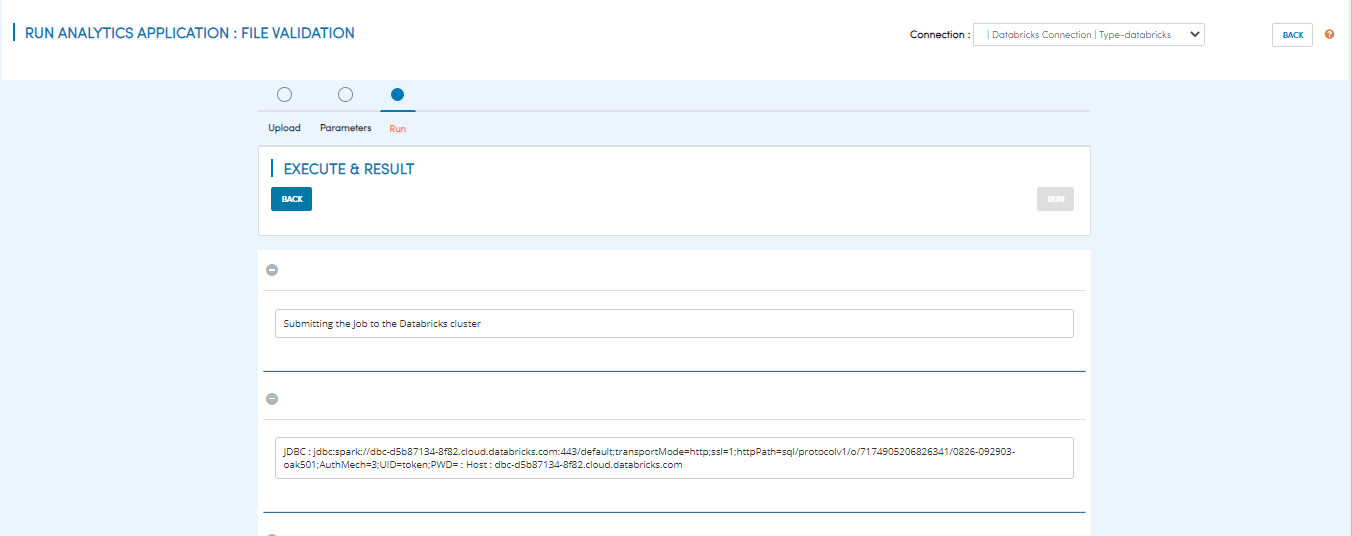 RUN ANALYTICS APPLICATION : FILE VALIDATION
Connection :
| Databricks Connection | Type-databricks
BACK
?
Upload
Parameters
Run
EXECUTE & RESULT
BACK
RUN
Submitting the Job to the Databricks cluster
JDBC : jdbc:spark://dbc-d5b87134-8f82.cloud.databricks.com:443/default;transportMode=http;ssl=1;httpPath=sql/protocolv1/o/7174905206826341/0826-092903-
oak501;AuthMech=3;UID=token;PWD= : Host : dbc-d5b87134-8f82.cloud.databricks.com